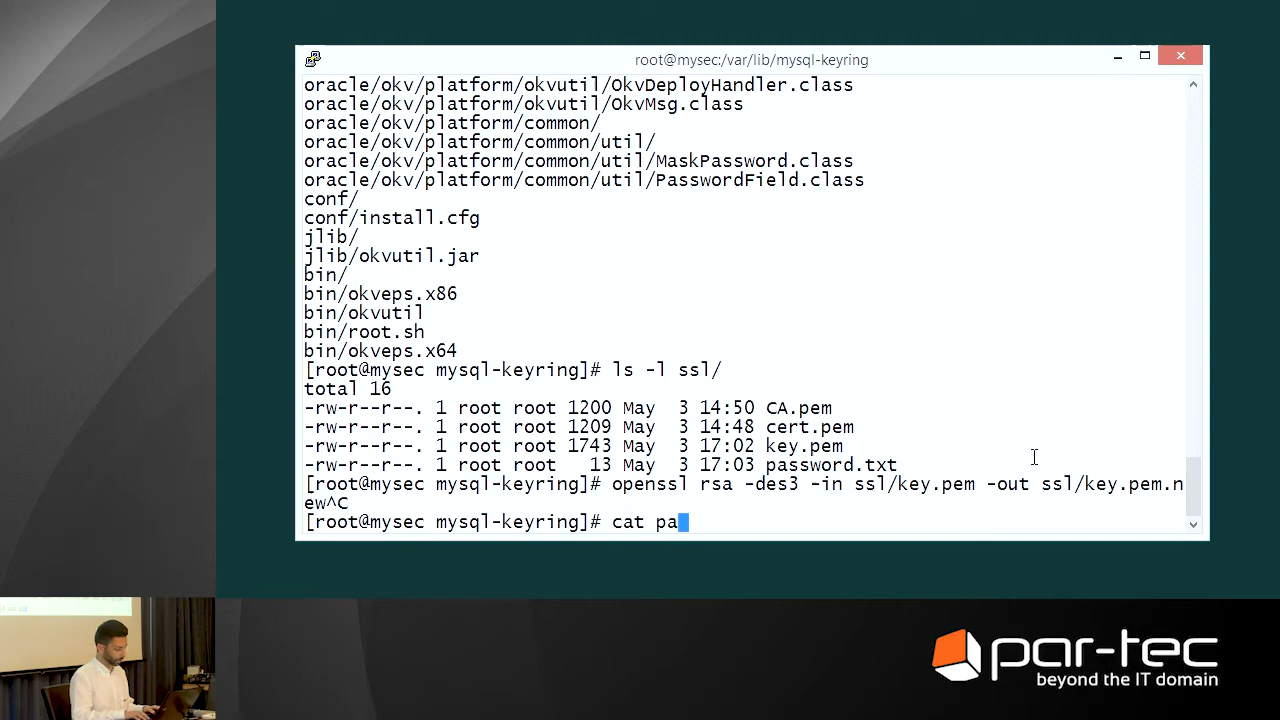 root@mysec:/var/lib/mysql-keyring
oracle/okv/platform/okvutil/OkvDeployHandler.class
oracle/okv/platform/okvutil/OkvMsg.class
oracle/okv/platform/common/
oracle/okv/platform/common/util/
oracle/okv/platform/common/util/MaskPassword.class
oracle/okv/platform/common/util/PasswordField.class
conf/
conf/install.cfg
jlib/
jlib/okvutil.jar
bin/
bin/okveps.x86
bin/okvutil
bin/root.sh
bin/okveps.x64
[root@mysec mysql-keyring]# ls -l ssl/
total 16
-rw-r--r--. 1 root root 1200 May  3 14:50 CA.pem
-rw-r--r--. 1 root root 1209 May  3 14:48 cert.pem
-rw-r--r--. 1 root root 1743 May  3 17:02 key.pem
-rw-r--r--. 1 root root   13 May  3 17:03 password.txt
[root@mysec mysql-keyring]# openssl rsa -des3 -in ssl/key.pem -out ssl/key.pem.n
ew^C
[root@mysec mysql-keyring]# cat pa
par-tec
beyond the IT domain